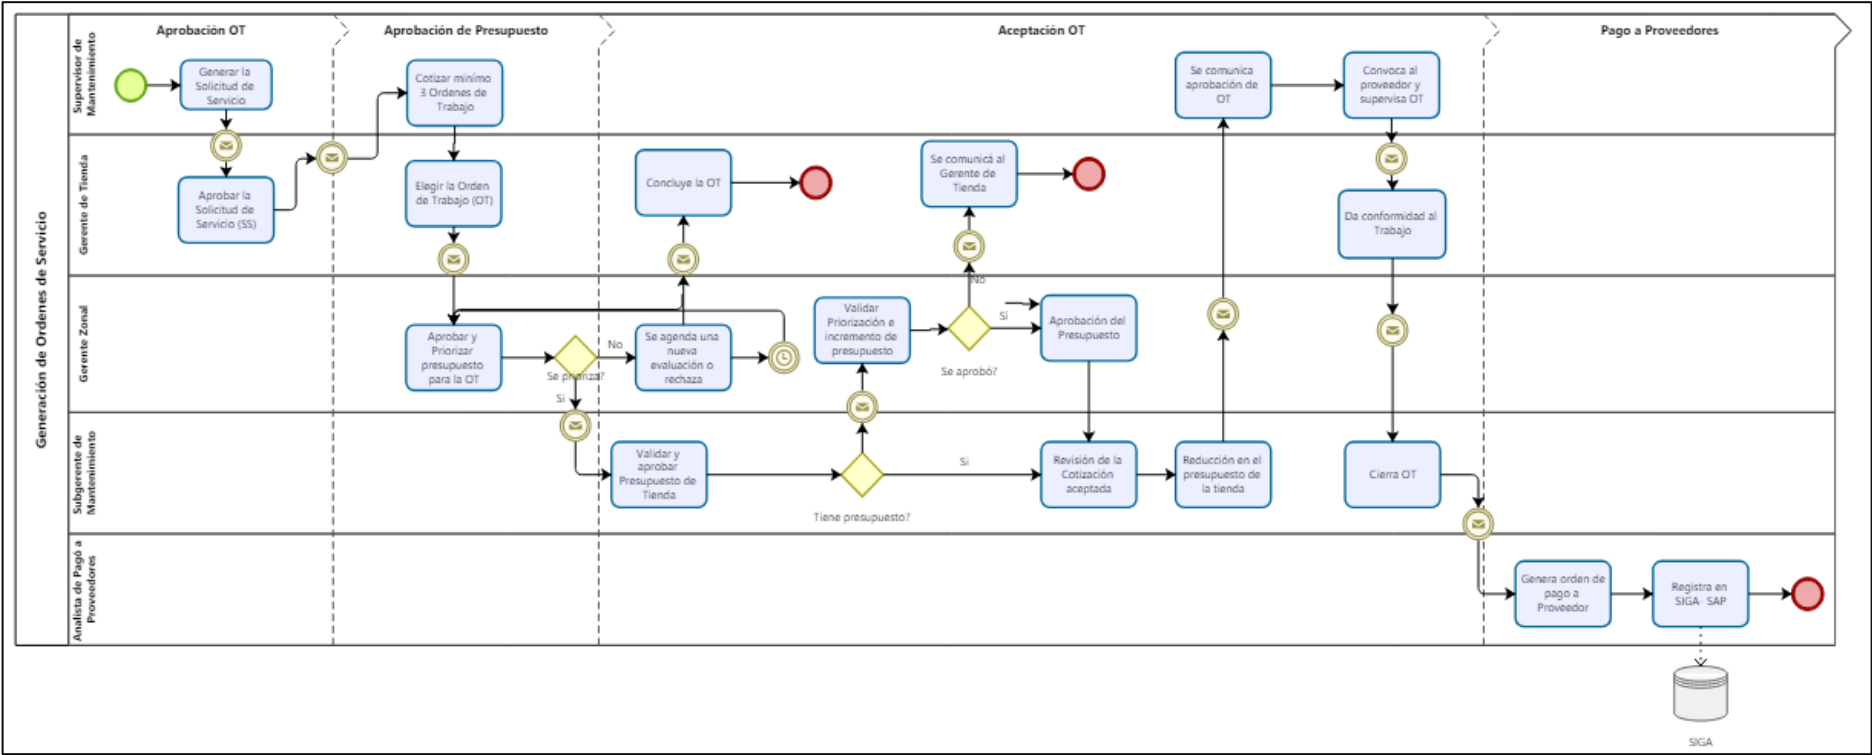 Aprobación OT
Aprobación de Presupuesto
Aceptación OT
Pago a Proveedores
Generación de Ordenes de Servicio
Supervisor de
Mantenimiento
Generar la
Solicitud de
Servicio
Cotizar minimo
3 Ordenes de
Trabajo
Se comunica
aprobación de
OT
Convoca al
proveedor y
supervisa OT
Gerente de Tienda
Aprobar la
Solicitud de
Servicio (SS)
Elegir la Orden
de Trabajo (OT)
Concluye la OT
Se comunicá al
Gerente de
Tienda
Da conformidad al
Trabajo
Gerente Zonal
Aprobar y
Priorizar
presupuesto
para la OT
Se prioriza?
No
Si
Se agenda una
nueva
evaluación o
rechaza
Validar
Priorización e
incremento de
presupuesto
No
Sí
Se aprobó?
Aprobación del
Presupuesto
Subgerente de
Mantenimiento
Validar y
aprobar
Presupuesto de
Tienda
Tiene presupuesto?
Si
Revisión de la
Cotización
aceptada
Reducción en el
presupuesto de
la tienda
Cierra OT
Analista de Pagó a
Proveedores
Genera orden de
pago a
Proveedor
Registra en
SIGA- SAP
SIGA